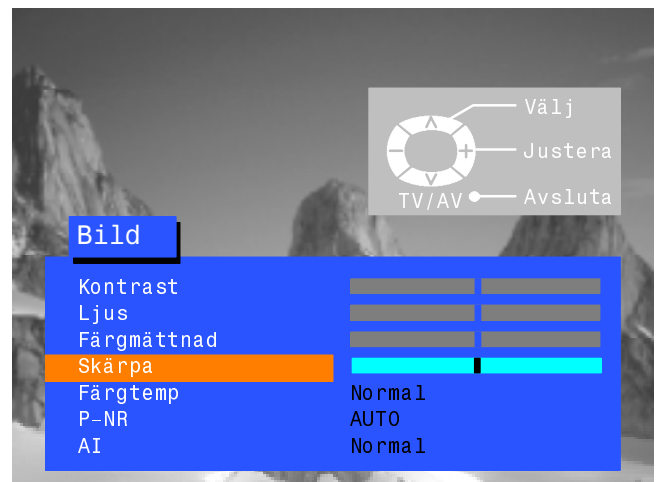 Välj
Justera
TV/AV Avsluta
Bild
Kontrast
Ljus
Färgmättnad
Skärpa
Färgtemp Normal
P-NR AUTO
AI Normal